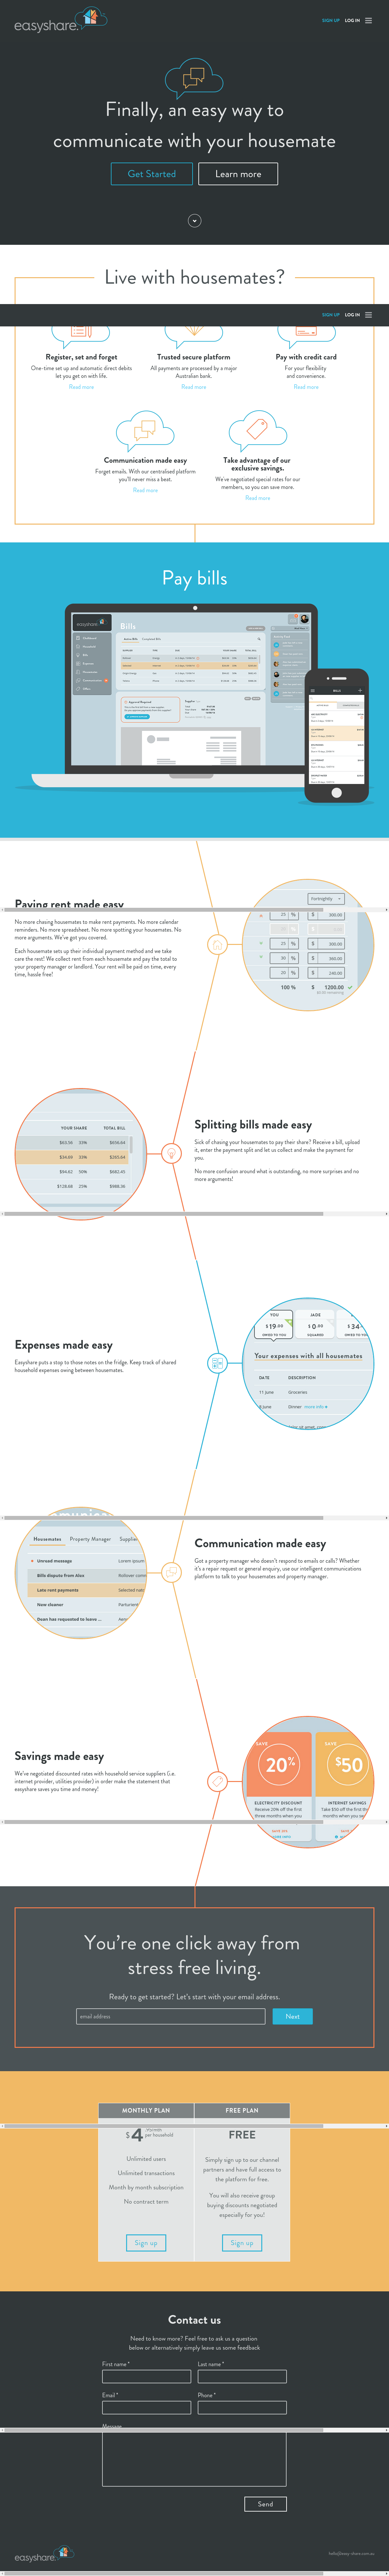 easyshare.
SIGN UP LOG IN
Finally, an easy way to
communicate with your housemate
Get Started Learn more
Live with housemates?
SIGN UP LOG IN
Register, set and forget
One-time set up and automatic direct debits
let you get on with life.
Read more
Trusted secure platform
All payments are processed by a major
Australian bank.
Read more
Pay with credit card
For your flexibility
and convenience.
Read more
Communication made easy
Forget emails. With our centralised platform
you'll never miss a beat.
Read more
Take advantage of our
exclusive savings.
We've negotiated special rates for our
members, so you can save more.
Read more
Pay bills
easyshare
Bills
BILLS
Paying rent made easy
No more chasing housemates to make rent payments. No more calendar
reminders. No more spreadsheet, No more spotting your housemates. No
more arguments. We've got you covered.
Each housemate sets up their individual payment method and we take
care the rest! We collect rent from each housemate and pay the total to
your property manager or landlord. Your rent will be paid on time, every
time, hassle free!
Fortnightly
25 % $ 300.00
25 % $ 300.00
30 % $ 360.00
20 % $ 240.00
100 % $ 1200.00
$0.00 remaining
YOUR SHARE TOTAL BILL
$63.56 33% $636.64
$34.69 39% $265.64
$94.62 50% $682.45
$128.68 25% $988.36
Splitting bills made easy
Sick of chasing your housemates to pay their share? Receive a bill, upload
it, enter the payment split and let us collect and make the payment for
you.
No more confusion around what is outstanding, no more surprises and no
more arguments!
Expenses made easy
Easyshare puts a stop to those notes on the fridge. Keep track of shared
household expenses owing between housemates.
YOU JADE
$19.00 $0.00 $34
OWED TO YOU SQUARED OWED TO YOU
Your expenses with all housemates
DATE DESCRIPTION
11 June Groceries
8 June Dinner more info
Housemates Property Manager Supplier
Unread message Lorem ipsum
Bills dispute from Alex Rollover
Late rent payments Selected
New cleaner Parturient
Dean has requested to leave ...
Communication made easy
Got a property manager who doesn't respond to emails or calls? Whether
it's a repair request or general enquiry, use our intelligent communications
platform to talk to your housemates and property manager.
Savings made easy
We've negotiated discounted rates with household service suppliers (i.e.
internet provider, utilities provider) in order make the statement that
easyshare saves you time and money!
SAVE SAVE
20% $50
ELECTRICITY DISCOUNT INTERNET SAVINGS
Receive 20% off the first Take $50 off the first
three months when you months when you
You're one click away from
stress free living.
Ready to get started? Let's start with your email address.
email address Next
MONTHLY PLAN
$4 /month
per household
Unlimited users
Unlimited transactions
Month by month subscription
No contract term
Sign up
FREE PLAN
FREE
Simply sign up to our channel
partners and have full access to
the platform for free.
You will also receive group
buying discounts negotiated
especially for you!
Sign up
Contact us
Need to know more? Feel free to ask us a question
below or alternatively simply leave us some feedback
First name * Last name *
Email * Phone *
Message
Send
easyshare.
hello@easy-share.com.au